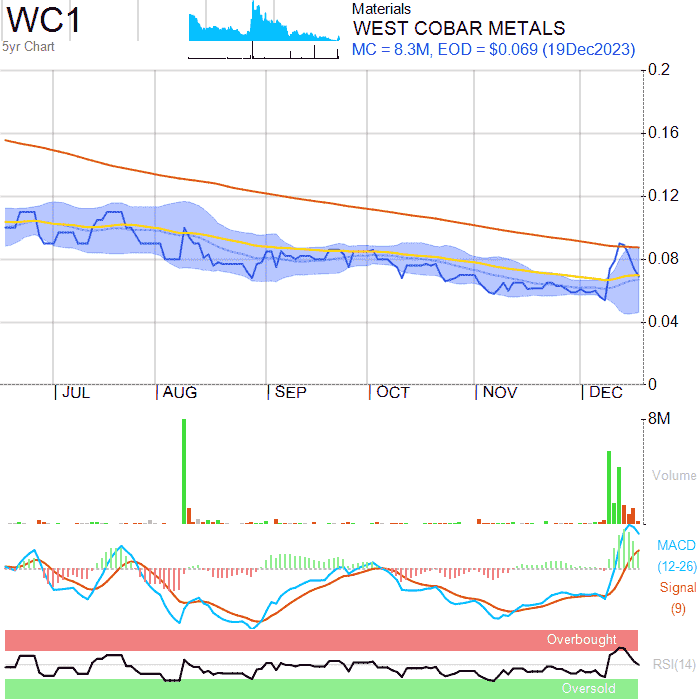 WC1
5yr Chart
Materials
WEST COBAR METALS
MC = 8.3M, EOD = $0.069 (19Dec2023)
0.2
0.16
0.12
0.08
0.04
0
JUL AUG SEP OCT NOV DEC
8M
Volume
MACD
(12-26)
Signal
(9)
Overbought
RSI(14)
Oversold